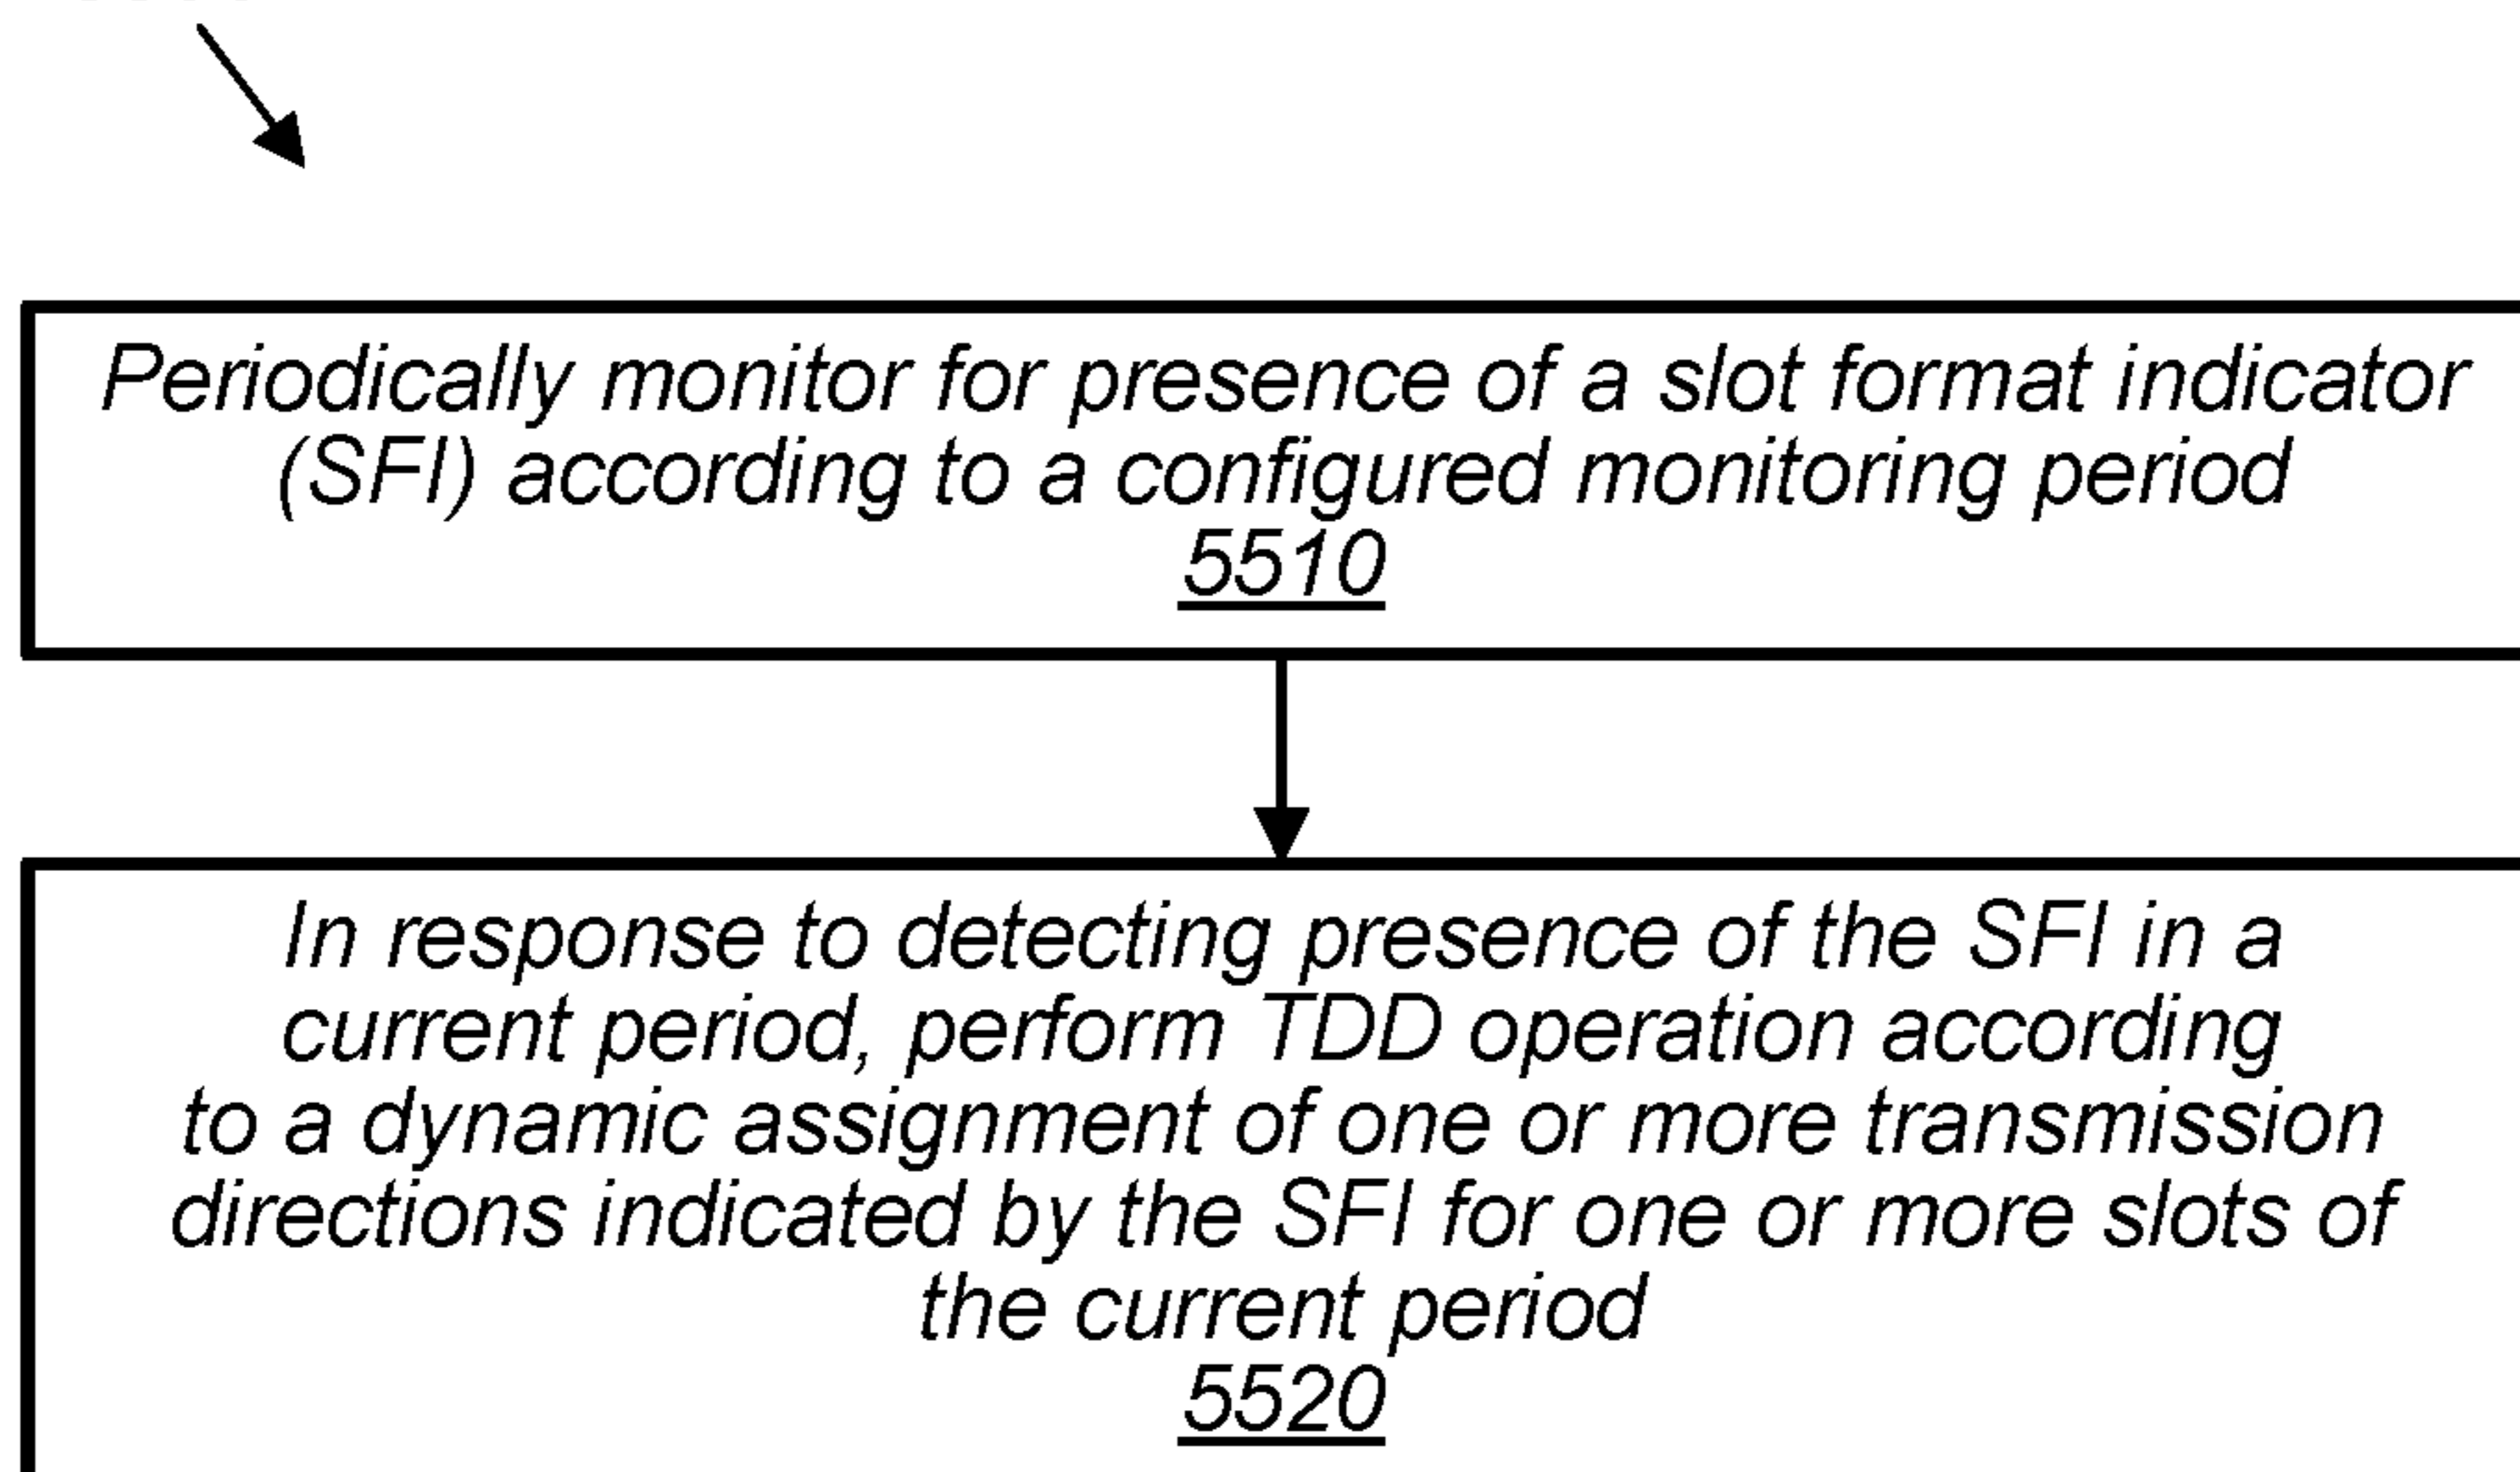 Periodically monitor for presence of a slot format indicator
(SFI) according to a configured monitoring period
5510
In response to detecting presence of the SFI in a
current period, perform TDD operation according
to a dynamic assignment of one or more transmission
directions indicated by the SFI for one or more slots of
the current period
5520